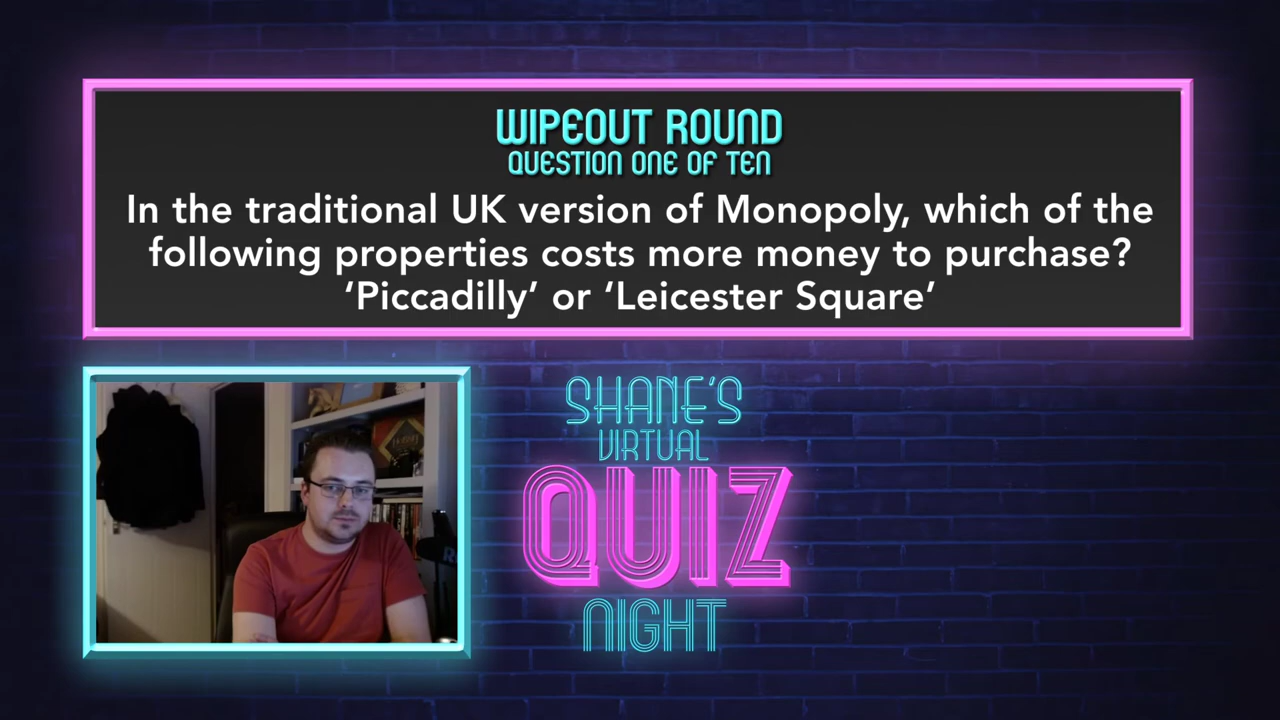 WIPEOUT ROUND
QUESTION ONE OF TEN
In the traditional UK version of Monopoly, which of the
following properties costs more money to purchase?
‘Piccadilly’ or ‘Leicester Square’
SHANE'S
VIRTUAL
QUIZ
NIGHT